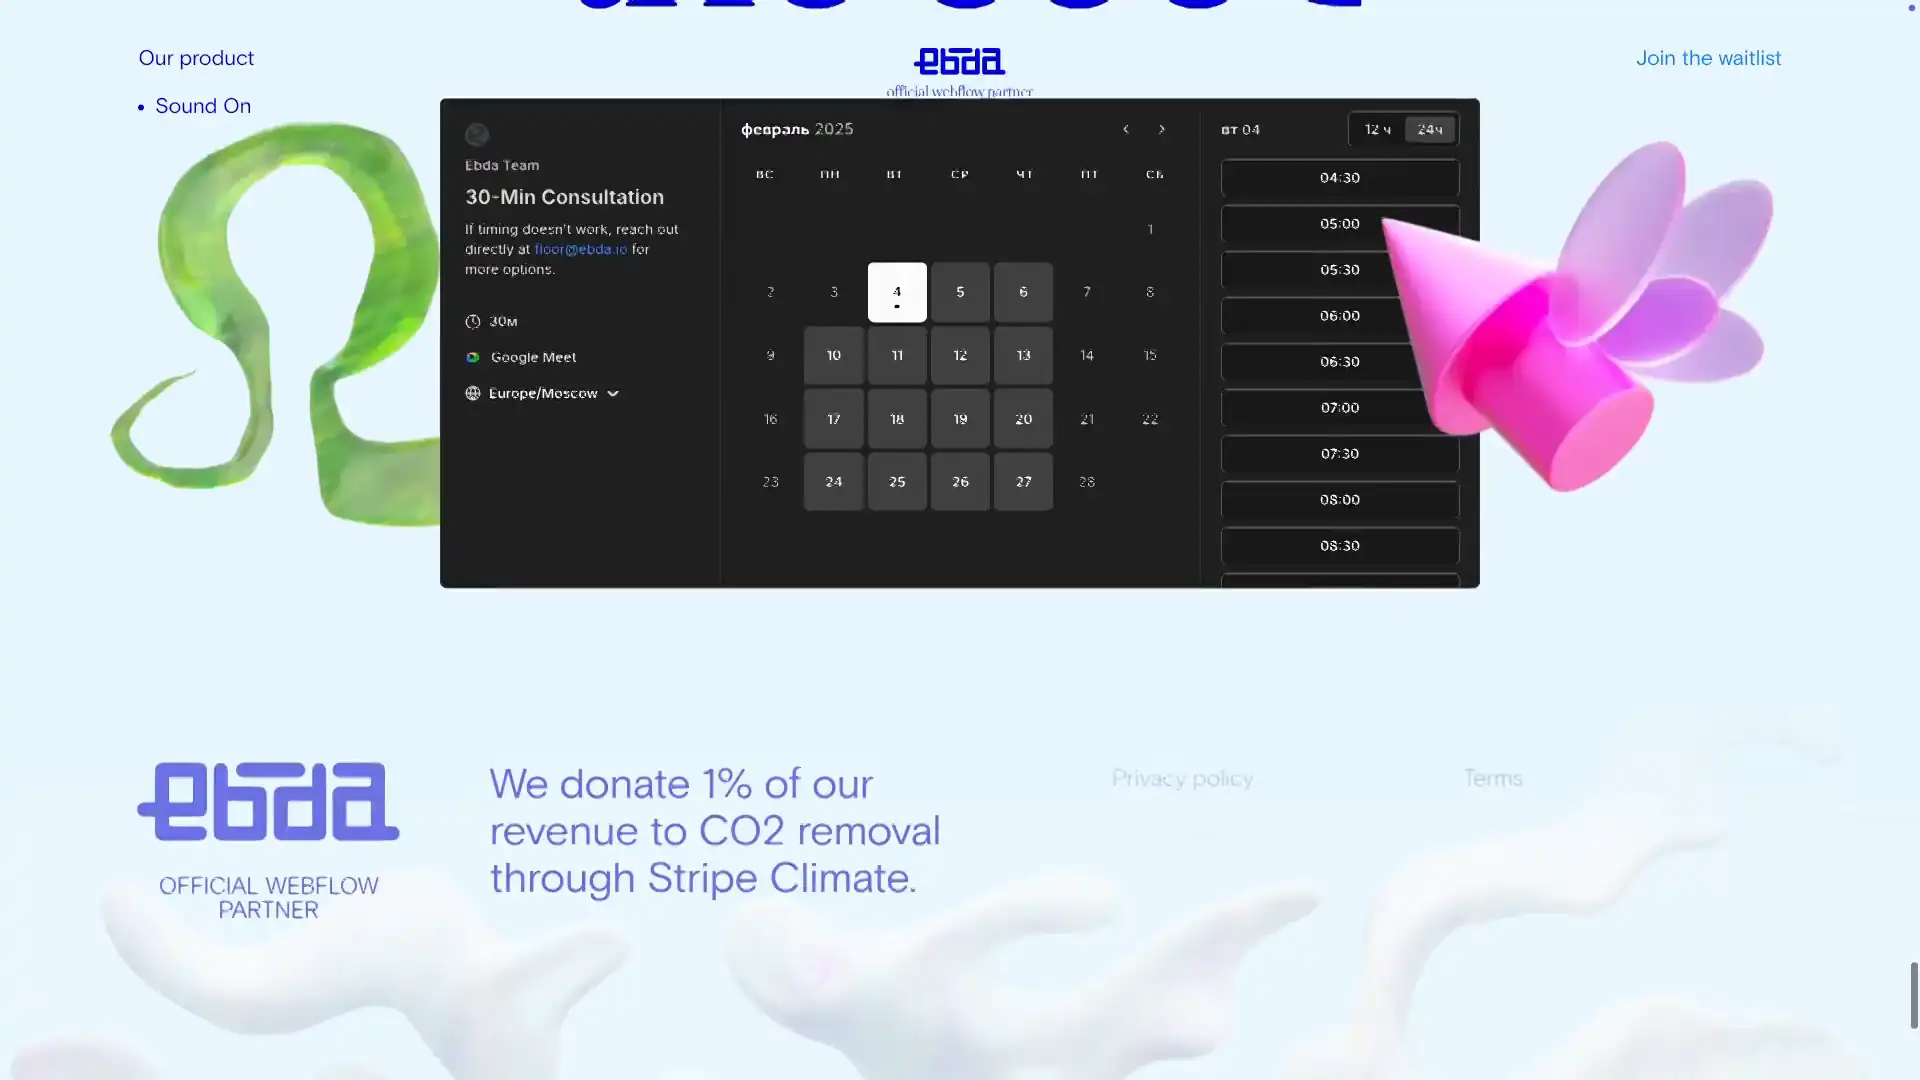 Our product
ebda
official webflow partner
Join the waitlist
• Sound On
Ebda Team
30-Min Consultation
If timing doesn't work, reach out
directly at floor@ebda.io for
more options.
30м
Google Meet
Europe/Moscow
февраль 2025
ВС ПН ВТ СР ЧТ ПТ СБ
1
2 3 4 5 6 7 8
9 10 11 12 13 14 15
16 17 18 19 20 21 22
23 24 25 26 27 28
вт 04
12 ч 24ч
04:30
05:00
05:30
06:00
06:30
07:00
07:30
08:00
08:30
ebda
OFFICIAL WEBFLOW
PARTNER
We donate 1% of our
revenue to CO2 removal
through Stripe Climate.
Privacy policy
Terms